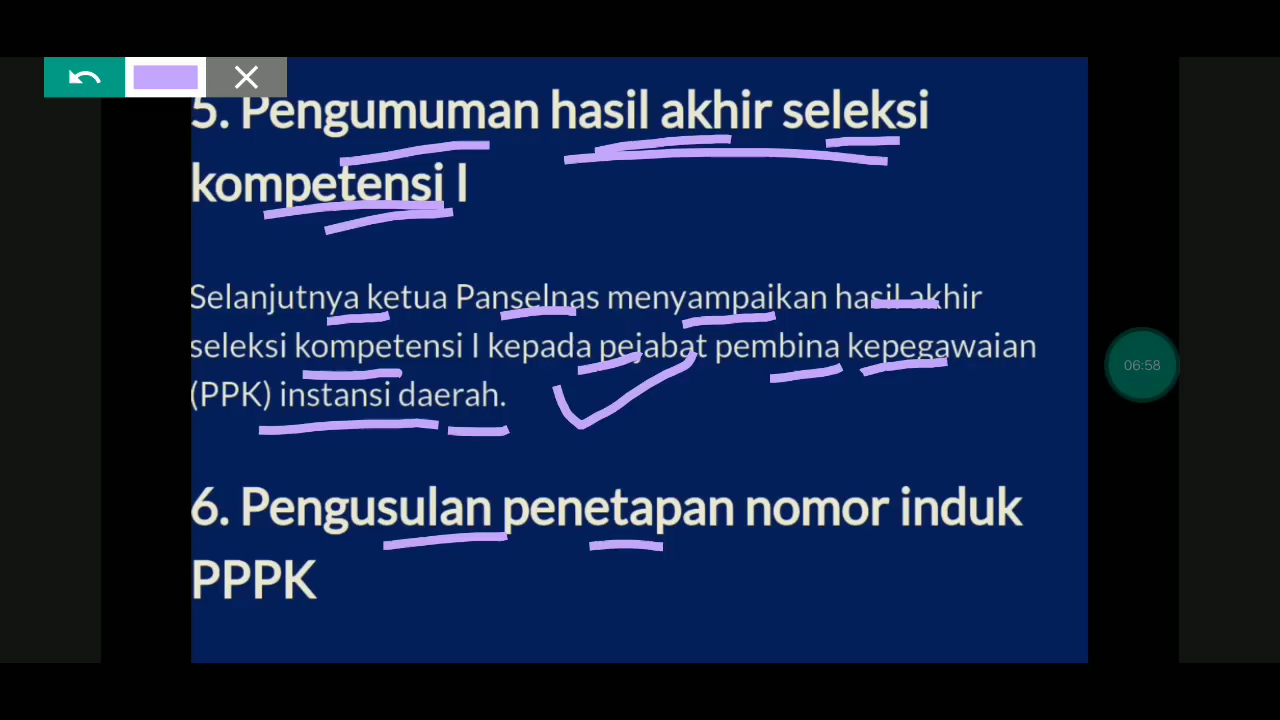 5. Pengumuman hasil akhir seleksi
kompetensi I
Selanjutnya ketua Panselnas menyampaikan hasil akhir
seleksi kompetensi I kepada pejabat pembina kepegawaian
(PPK) instansi daerah.
06:58
6. Pengusulan penetapan nomor induk
PPPK